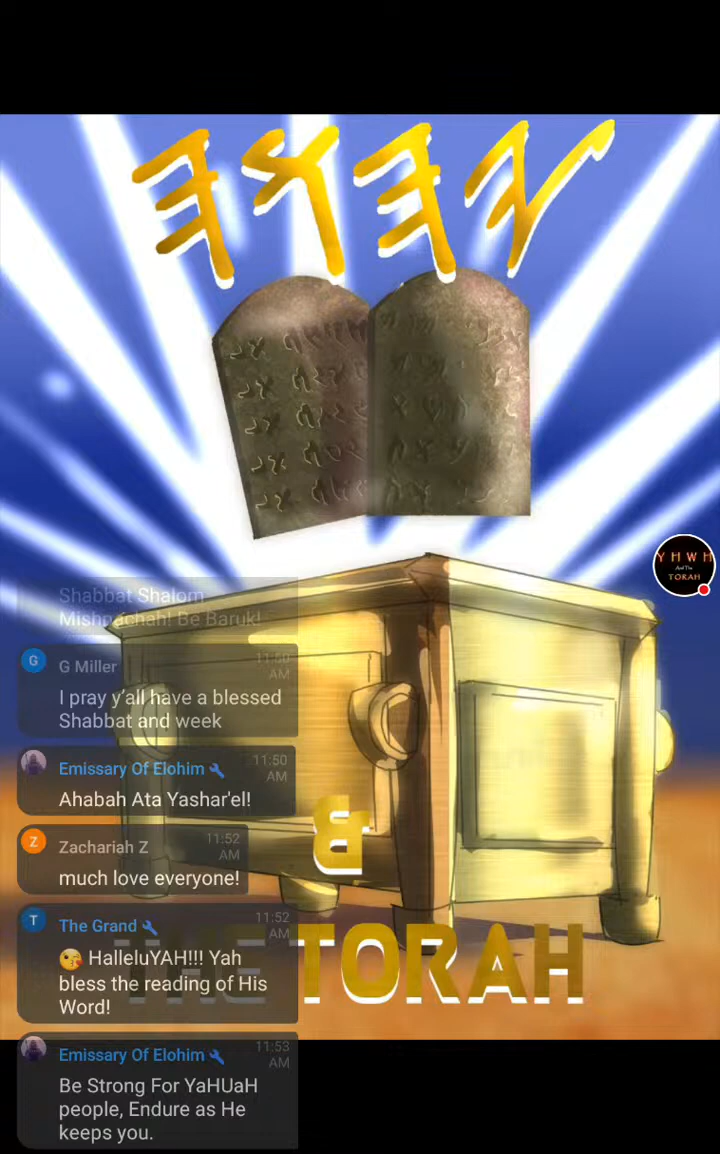 𐤉𐤄𐤅𐤄
Y H W H
And The
TORAH
Shabbat Shalom
Mishpachah! Be Baruk!
G
G Miller
11:50
AM
I pray y'all have a blessed
Shabbat and week
Emissary Of Elohim
11:50
AM
Ahabah Ata Yashar'el!
&
Z
Zachariah Z
11:52
AM
much love everyone!
T
The Grand
11:52
AM
😘 HalleluYAH!!! Yah
bless the reading of His
Word!
THE TORAH
Emissary Of Elohim
11:53
AM
Be Strong For YaHUaH
people, Endure as He
keeps you.